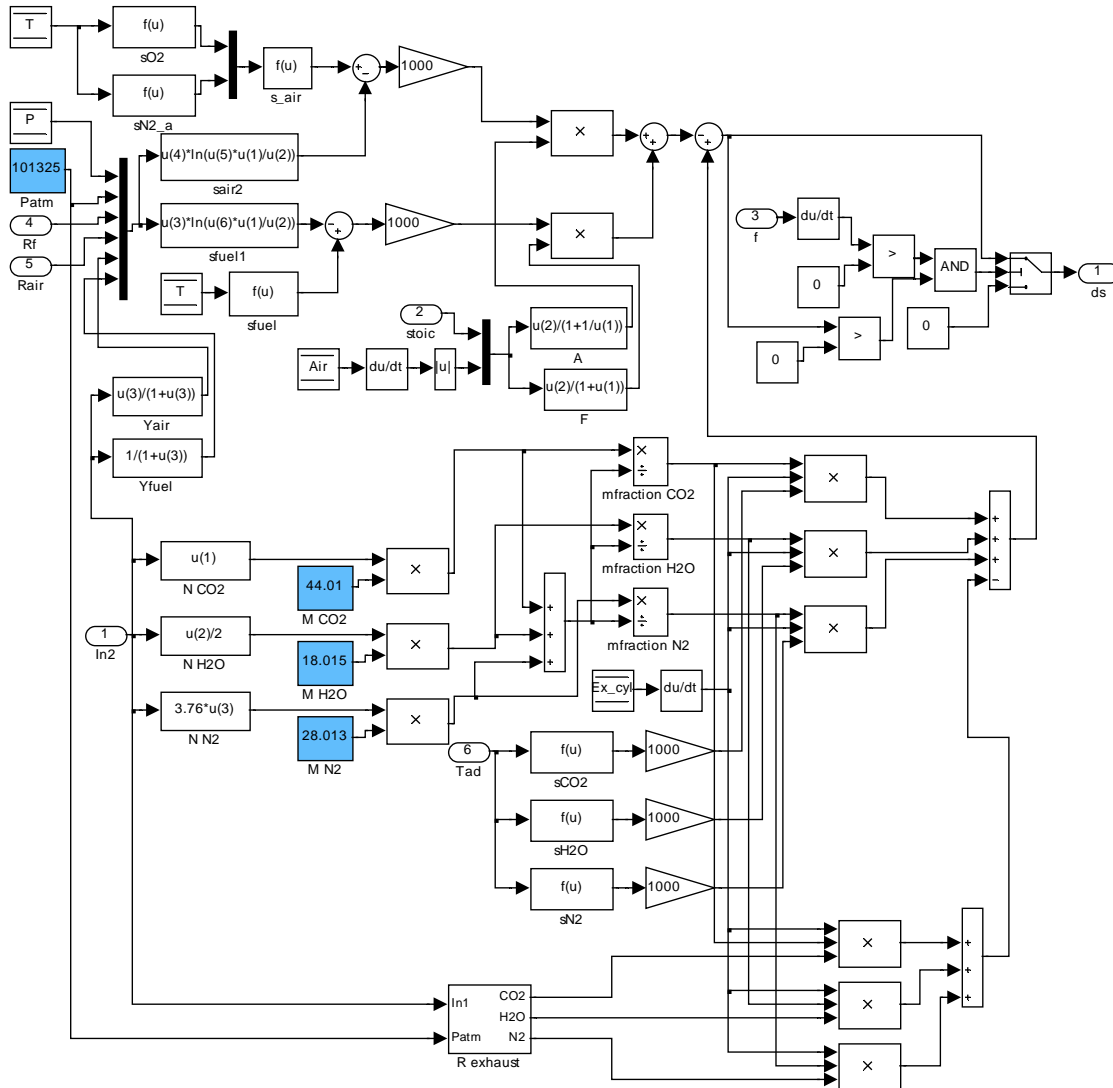 T
f(u)
sO2
f(u)
sN2_a
f(u)
s_air
+
-
1000
P
101325
Patm
4
Rf
5
Rair
u(4)*ln(u(5)*u(1)/u(2))
sair2
u(3)*ln(u(6)*u(1)/u(2))
sfuel1
-
+
1000
T
f(u)
sfuel
×
×
+
+
-
+
3
f
du/dt
0
>
AND
0
>
0
1
ds
2
stoic
Air
du/dt
|u|
u(2)/(1+1/u(1))
A
u(2)/(1+u(1))
F
u(3)/(1+u(3))
Yair
1/(1+u(3))
Yfuel
×
÷
mfraction CO2
×
÷
mfraction H2O
×
÷
mfraction N2
×
×
×
+
+
+
-
u(1)
N CO2
44.01
M CO2
×
1
In2
u(2)/2
N H2O
18.015
M H2O
×
3.76*u(3)
N N2
28.013
M N2
×
+
+
+
Ex_cyl
du/dt
6
Tad
f(u)
sCO2
1000
f(u)
sH2O
1000
f(u)
sN2
1000
In1
Patm
CO2
H2O
N2
R exhaust
×
×
×
+
+
+